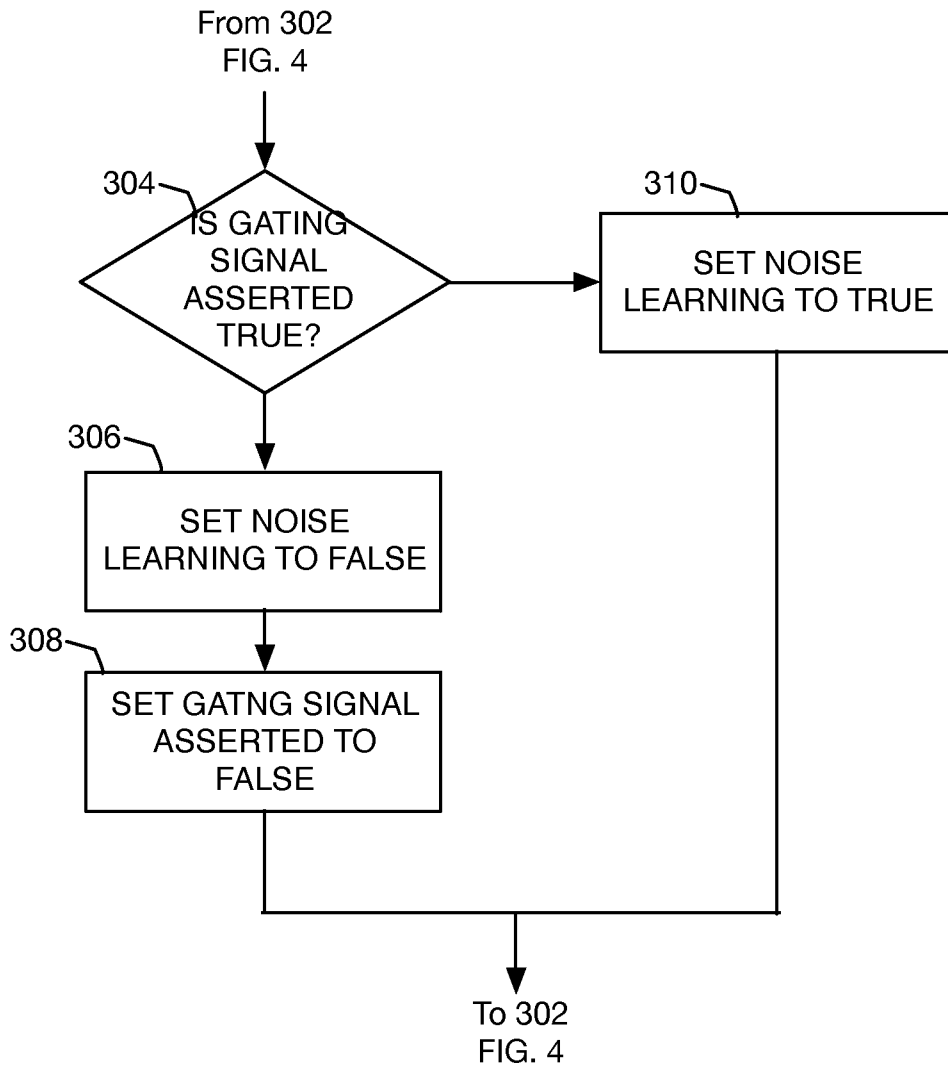 From 302
FIG. 4
304
IS GATING
SIGNAL
ASSERTED
TRUE?
310
SET NOISE
LEARNING TO TRUE
306
SET NOISE
LEARNING TO FALSE
308
SET GATNG SIGNAL
ASSERTED TO
FALSE
To 302
FIG. 4